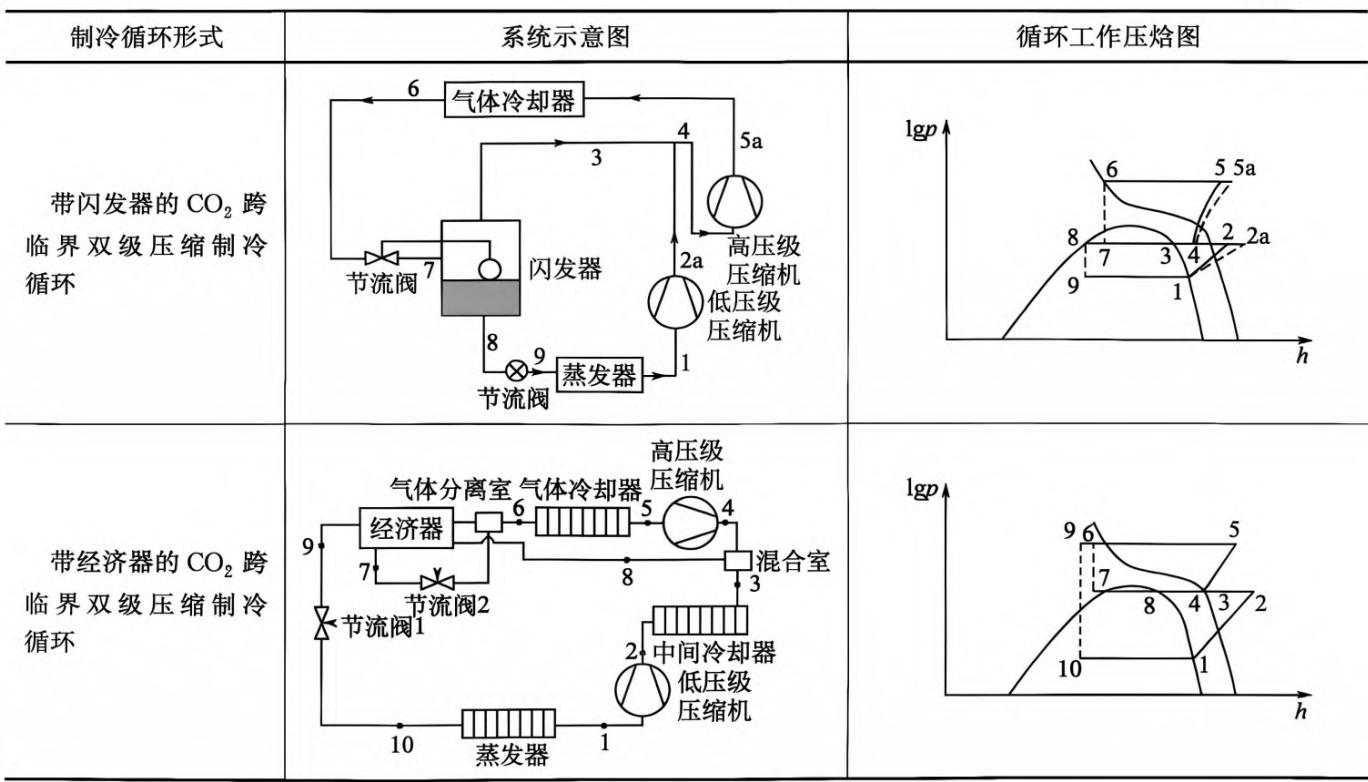 制冷循环形式
系统示意图
循环工作压焓图
带闪发器的 CO₂ 跨
临界双级压缩制冷
循环
6
气体冷却器
4
3
5a
高压级
压缩机
7
节流阀
闪发器
2a
低压级
压缩机
8
9
节流阀
蒸发器
1
lgp
6
5
5a
8
7
3
4
2
2a
9
1
h
带经济器的 CO₂ 跨
临界双级压缩制冷
循环
高压级
压缩机
气体分离室
气体冷却器
经济器
6
5
4
9
7
8
混合室
节流阀2
3
节流阀1
2
中间冷却器
低压级
压缩机
10
蒸发器
1
lgp
9
6
5
7
8
4
3
2
10
1
h